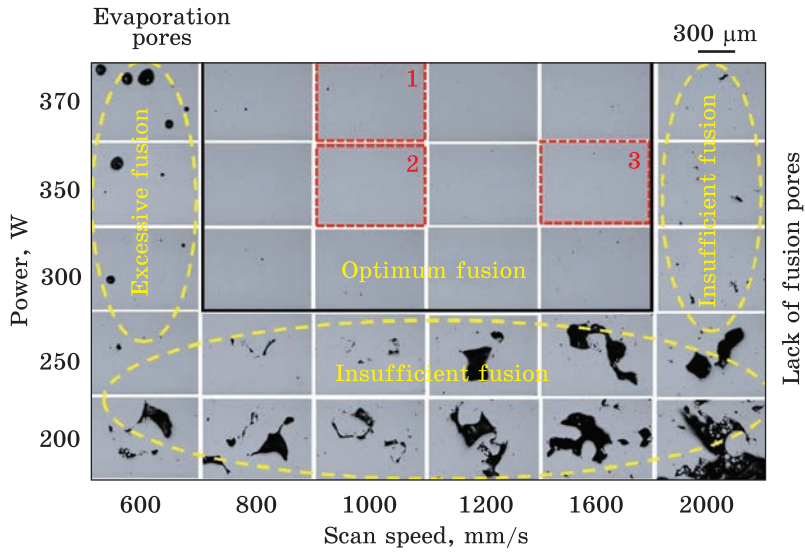 Evaporation
pores
300 μm
Power, W
370
350
300
250
200
Excessive fusion
1
2
3
Optimum fusion
Insufficient fusion
Insufficient fusion
Lack of fusion pores
600 800 1000 1200 1600 2000
Scan speed, mm/s